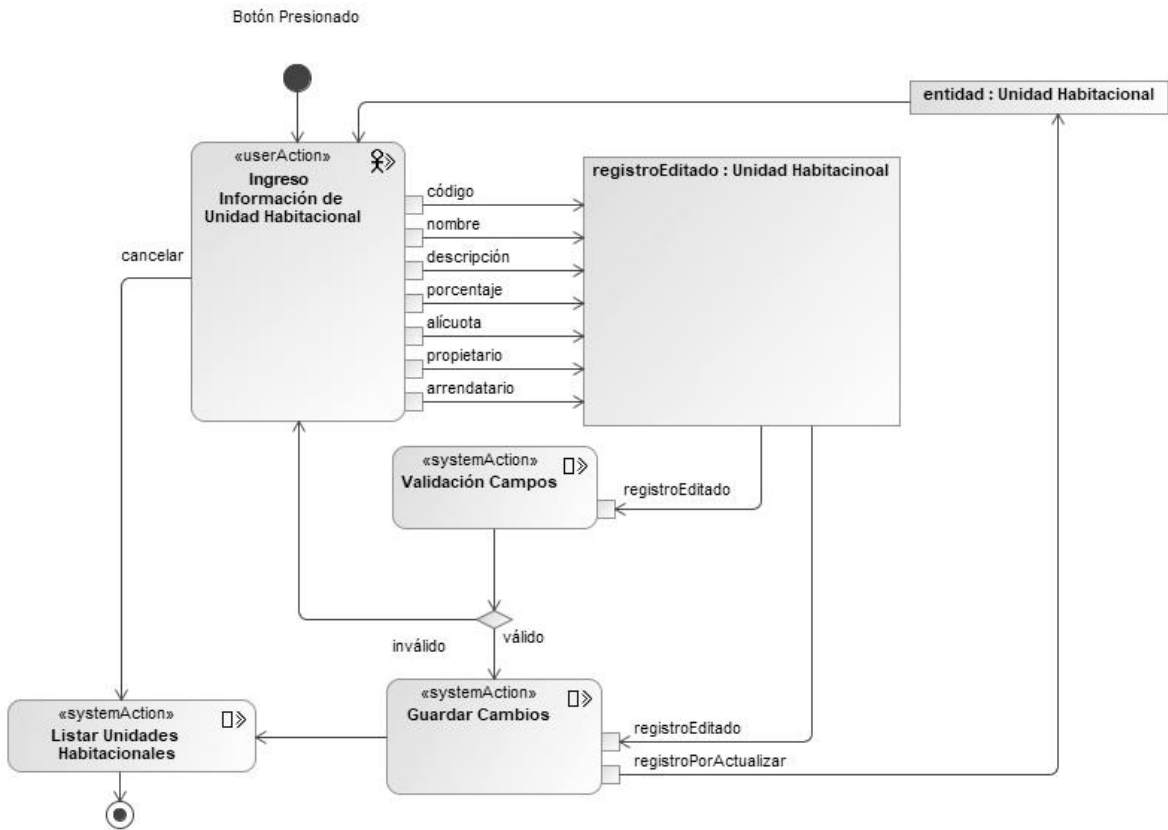 Botón Presionado
entidad : Unidad Habitacional
«userAction»
Ingreso
Información de
Unidad Habitacional
registroEditado : Unidad Habitacinoal
código
nombre
descripción
porcentaje
alícuota
propietario
arrendatario
cancelar
«systemAction»
Validación Campos
registroEditado
inválido
válido
«systemAction»
Guardar Cambios
registroEditado
registroPorActualizar
«systemAction»
Listar Unidades
Habitacionales